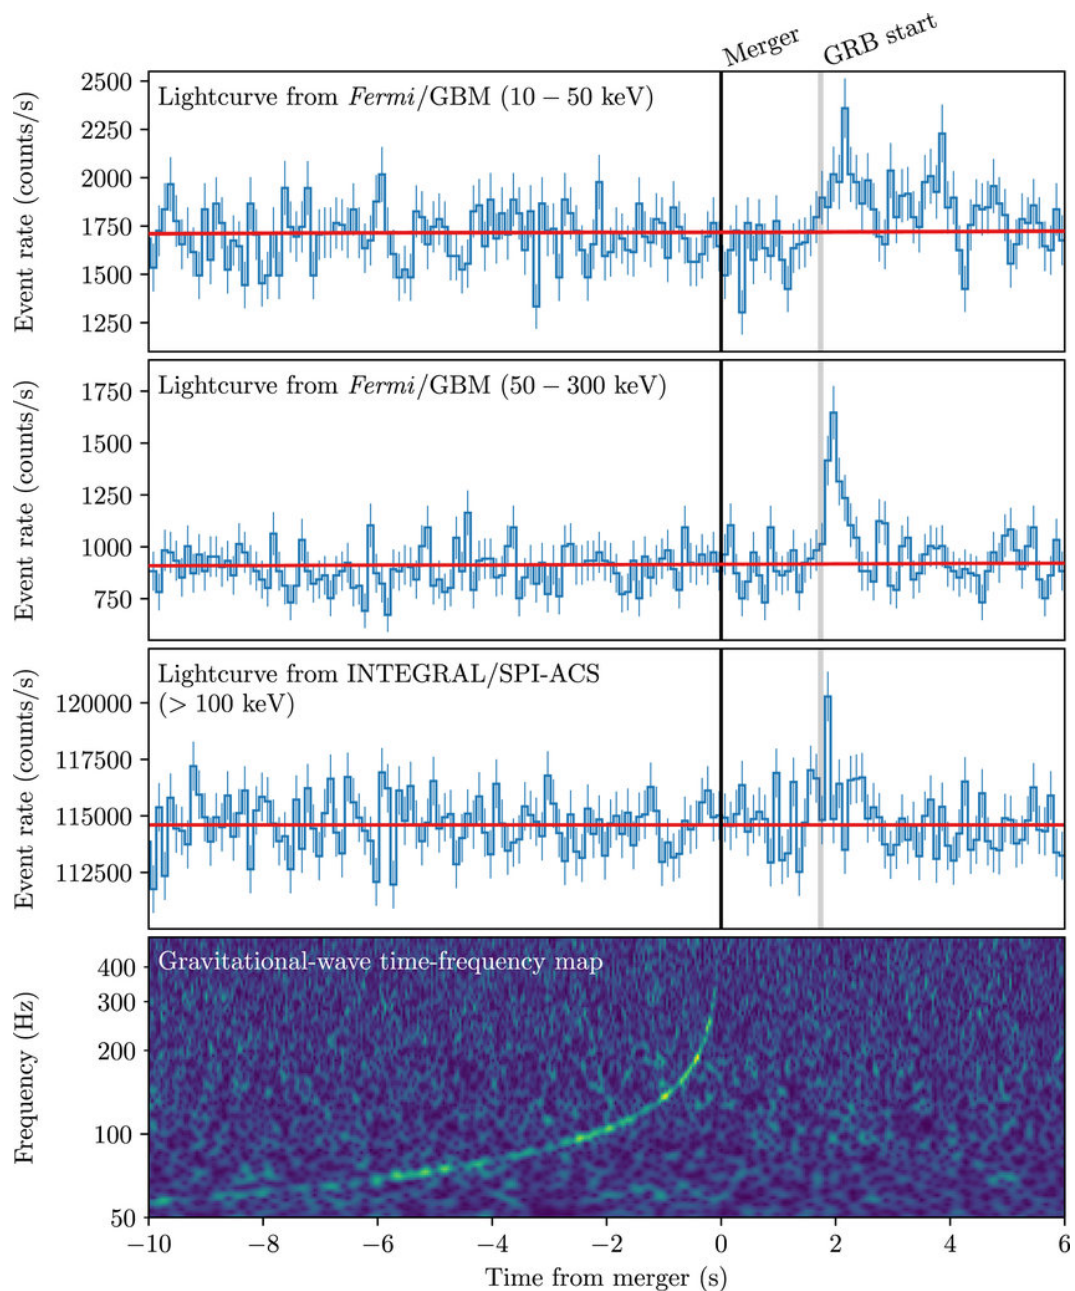 Merger GRB start
Event rate (counts/s)
2500
2250
2000
1750
1500
1250
Lightcurve from Fermi/GBM (10 − 50 keV)
Event rate (counts/s)
1750
1500
1250
1000
750
Lightcurve from Fermi/GBM (50 − 300 keV)
Event rate (counts/s)
120000
117500
115000
112500
Lightcurve from INTEGRAL/SPI-ACS
(> 100 keV)
Frequency (Hz)
400
300
200
100
50
Gravitational-wave time-frequency map
−10 −8 −6 −4 −2 0 2 4 6
Time from merger (s)